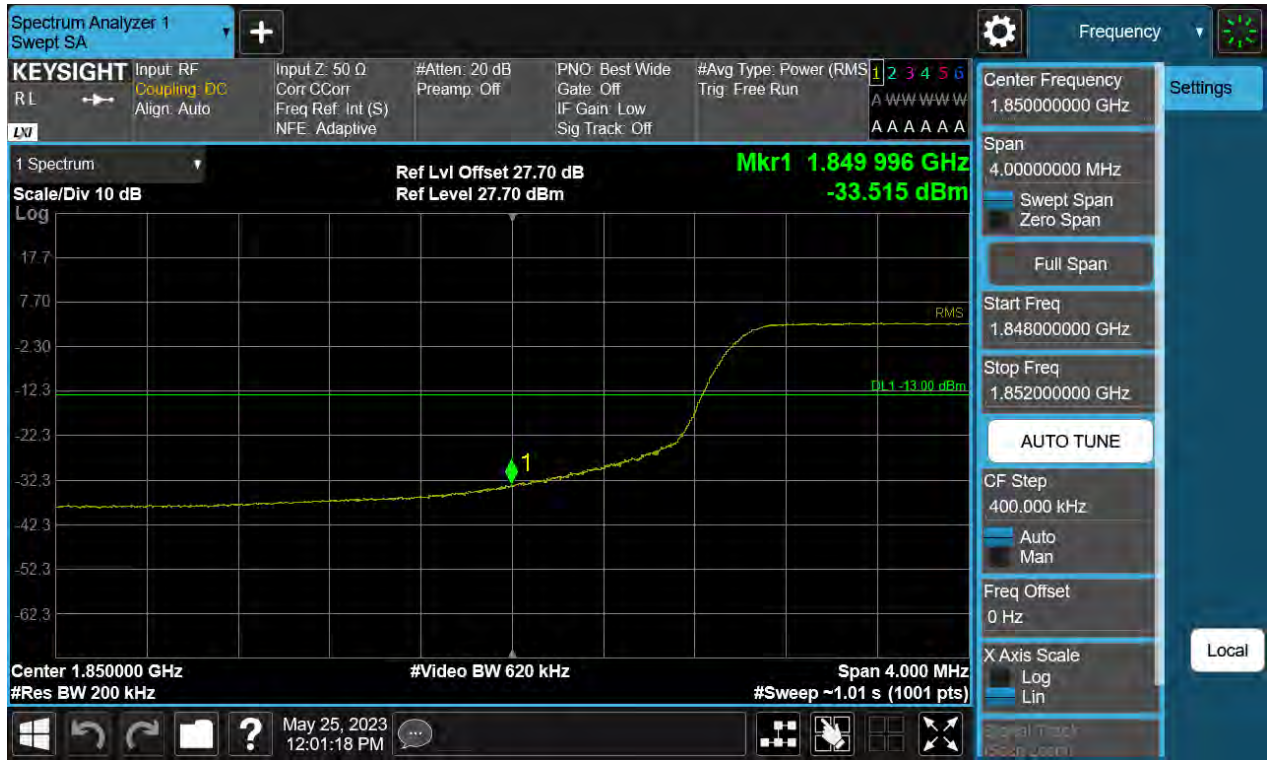 Spectrum Analyzer 1
Swept SA
Frequency
KEYSIGHT
RL
LXI
Input: RF
Coupling: DC
Align: Auto
Input Z: 50 Ω
Corr CCorr
Freq Ref: Int (S)
NFE: Adaptive
#Atten: 20 dB
Preamp: Off
PNO: Best Wide
Gate: Off
IF Gain: Low
Sig Track: Off
#Avg Type: Power (RMS
Trig: Free Run
1 2 3 4 5 6
A W W W W W
A A A A A A
1 Spectrum
Scale/Div 10 dB
Log
Ref Lvl Offset 27.70 dB
Ref Level 27.70 dBm
Mkr1 1.849 996 GHz
-33.515 dBm
17.7
7.70
RMS
-2.30
-12.3
DL1 -13.00 dBm
-22.3
1
-32.3
-42.3
-52.3
-62.3
Center 1.850000 GHz
#Video BW 620 kHz
Span 4.000 MHz
#Res BW 200 kHz
#Sweep ~1.01 s (1001 pts)
Center Frequency
1.850000000 GHz
Settings
Span
4.00000000 MHz
Swept Span
Zero Span
Full Span
Start Freq
1.848000000 GHz
Stop Freq
1.852000000 GHz
AUTO TUNE
CF Step
400.000 kHz
Auto
Man
Freq Offset
0 Hz
X Axis Scale
Log
Lin
Local
Signal Track
(Span Zoom)
?
May 25, 2023
12:01:18 PM